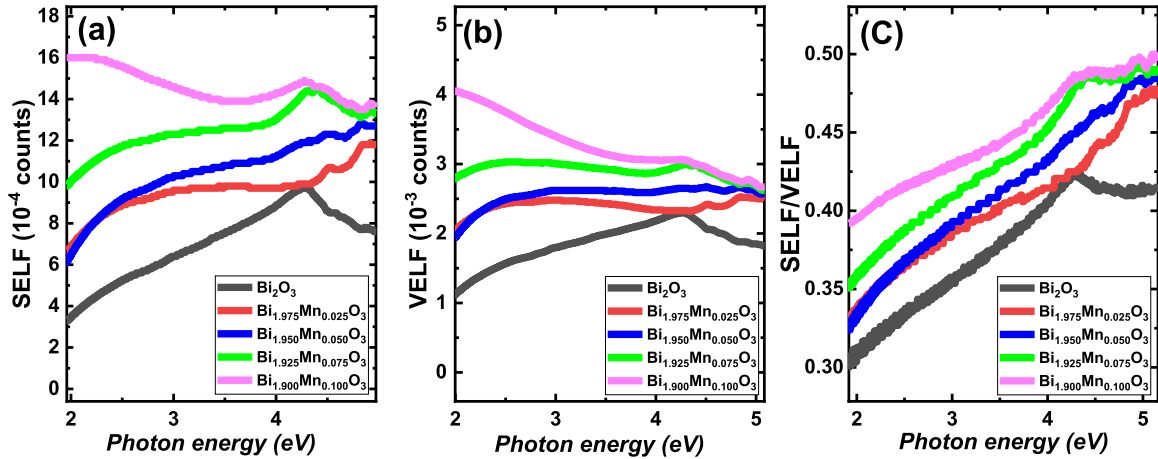 (a)
SELF (10⁻⁴ counts)
18
16
14
12
10
8
6
4
2
0
2
3
4
5
Photon energy (eV)
Bi₂O₃
Bi₁.₉₇₅Mn₀.₀₂₅O₃
Bi₁.₉₅₀Mn₀.₀₅₀O₃
Bi₁.₉₂₅Mn₀.₀₇₅O₃
Bi₁.₉₀₀Mn₀.₁₀₀O₃
(b)
VELF (10⁻³ counts)
5
4
3
2
1
0
2
3
4
5
Photon energy (eV)
Bi₂O₃
Bi₁.₉₇₅Mn₀.₀₂₅O₃
Bi₁.₉₅₀Mn₀.₀₅₀O₃
Bi₁.₉₂₅Mn₀.₀₇₅O₃
Bi₁.₉₀₀Mn₀.₁₀₀O₃
(C)
SELF/VELF
0.50
0.45
0.40
0.35
0.30
2
3
4
5
Photon energy (eV)
Bi₂O₃
Bi₁.₉₇₅Mn₀.₀₂₅O₃
Bi₁.₉₅₀Mn₀.₀₅₀O₃
Bi₁.₉₂₅Mn₀.₀₇₅O₃
Bi₁.₉₀₀Mn₀.₁₀₀O₃